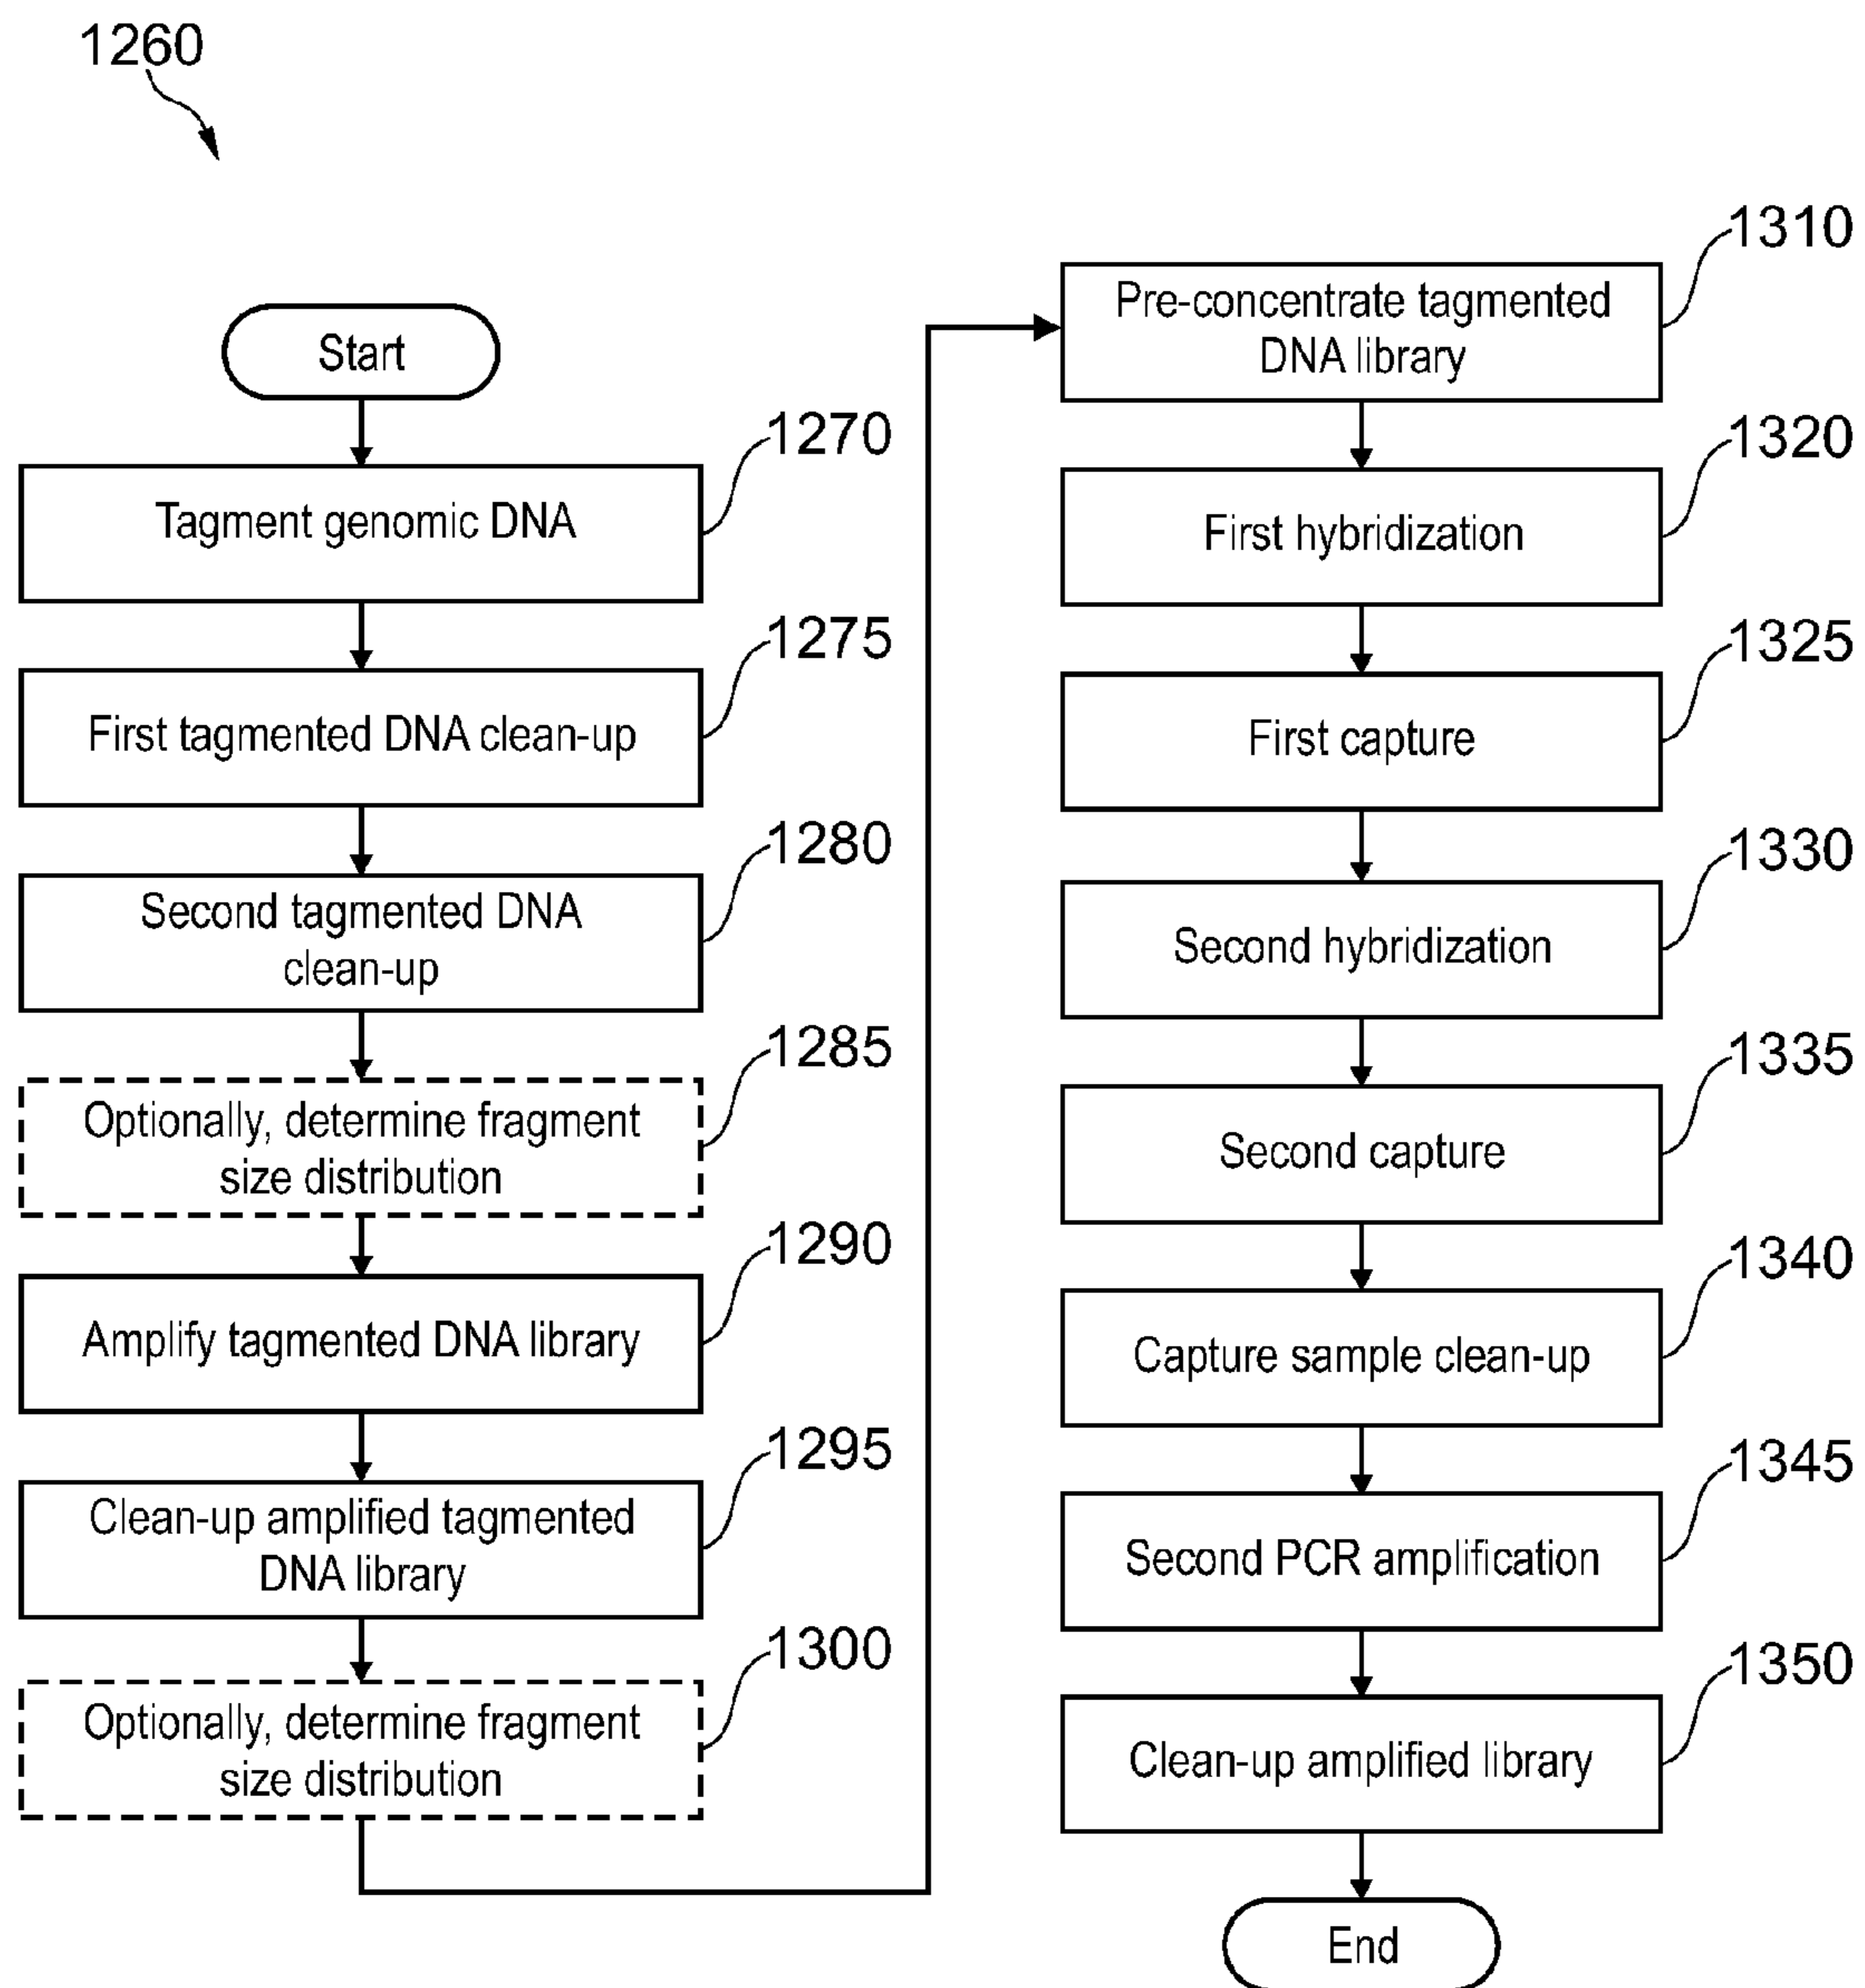 1260
Start
1270
Tagment genomic DNA
1275
First tagmented DNA clean-up
1280
Second tagmented DNA
clean-up
1285
Optionally, determine fragment
size distribution
1290
Amplify tagmented DNA library
1295
Clean-up amplified tagmented
DNA library
1300
Optionally, determine fragment
size distribution
1310
Pre-concentrate tagmented
DNA library
1320
First hybridization
1325
First capture
1330
Second hybridization
1335
Second capture
1340
Capture sample clean-up
1345
Second PCR amplification
1350
Clean-up amplified library
End